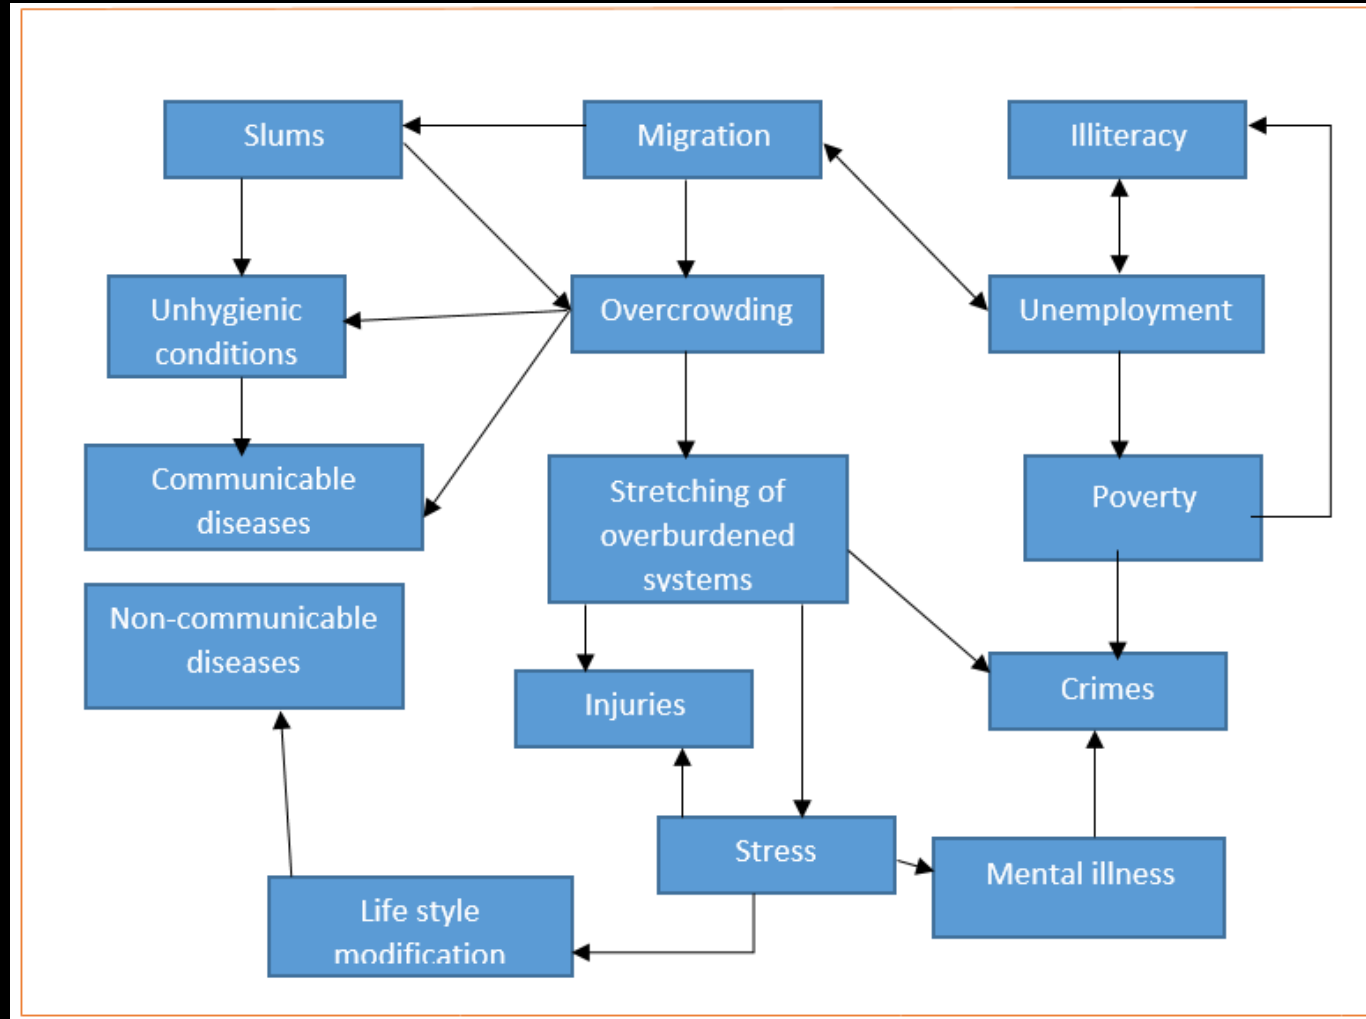 Slums
Migration
Illiteracy
Unhygienic
conditions
Overcrowding
Unemployment
Communicable
diseases
Stretching of
overburdened
systems
Poverty
Non-communicable
diseases
Injuries
Crimes
Stress
Mental illness
Life style
modification